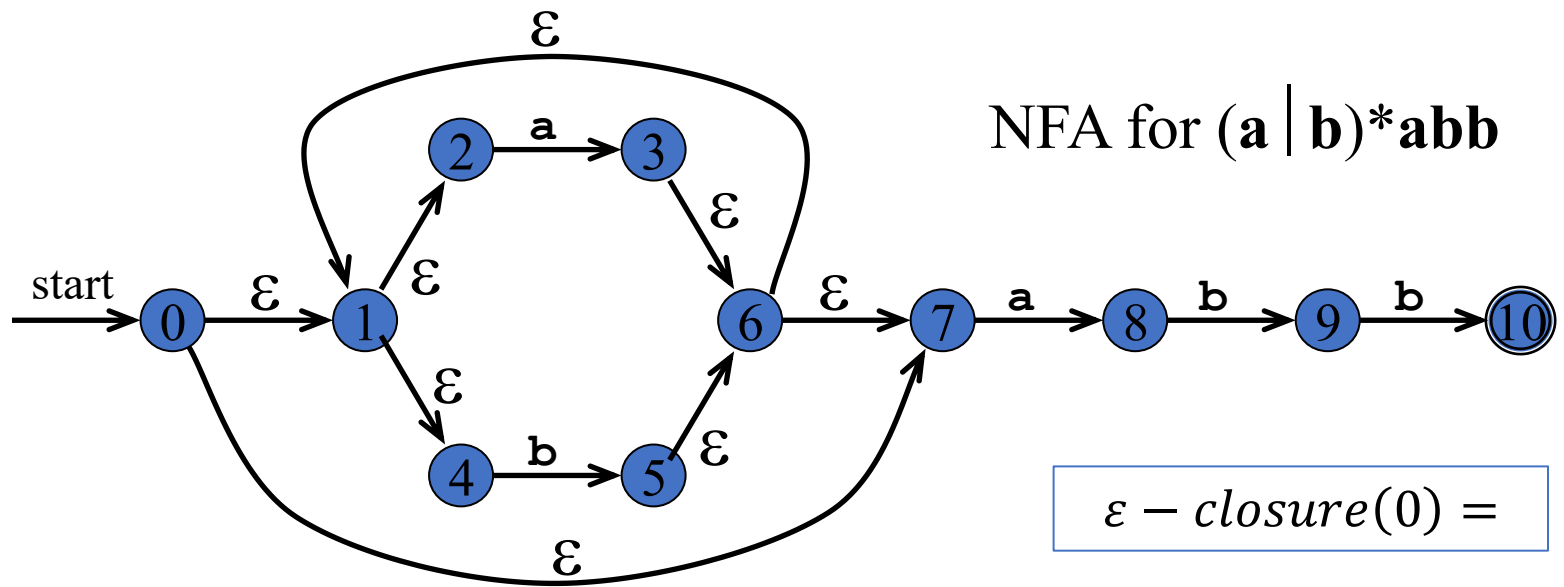 ε
NFA for (a | b)*abb
2 a 3
ε ε
start ε ε a b b
0 1 6 7 8 9 10
ε ε
4 b 5
ε
ε − closure(0) =